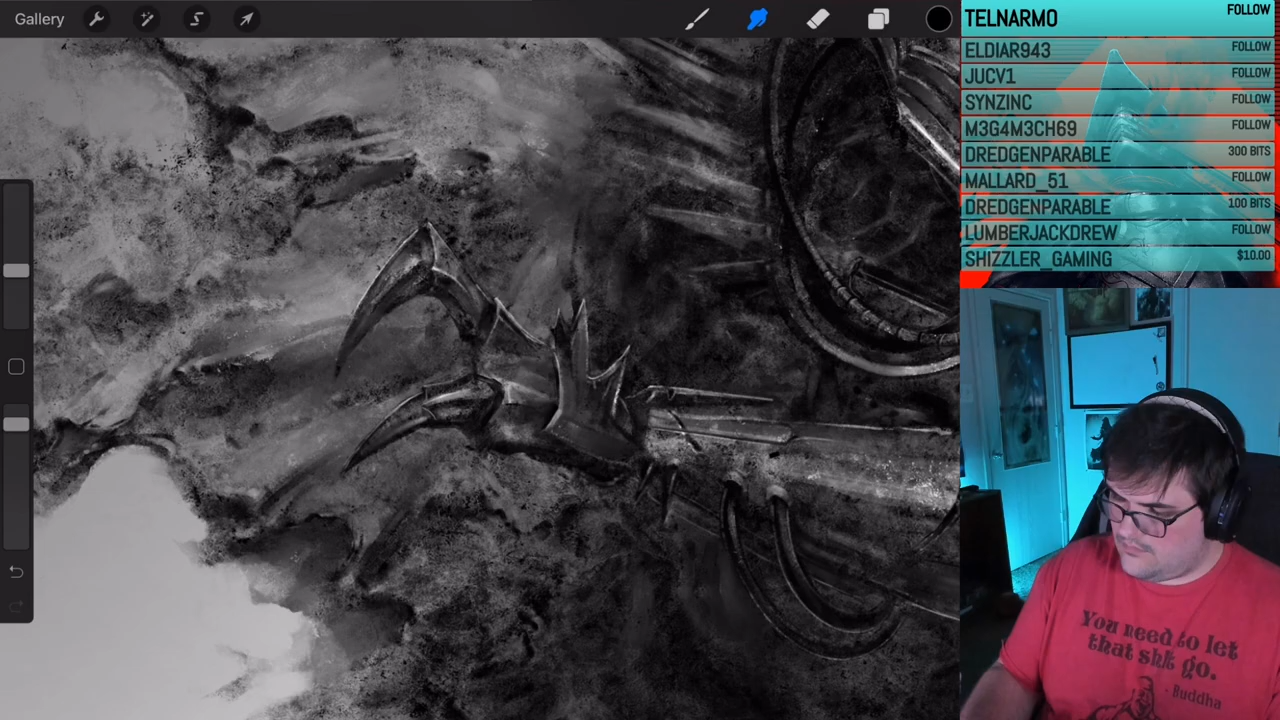 Gallery
TELNARMO FOLLOW
ELDIAR943 FOLLOW
JUCV1 FOLLOW
SYNZINC FOLLOW
M3G4M3CH69 FOLLOW
DREDGENPARABLE 300 BITS
MALLARD_51 FOLLOW
DREDGENPARABLE 100 BITS
LUMBERJACKDREW FOLLOW
SHIZZLER_GAMING $10.00
You need to let
that sh*t go.
- Buddha